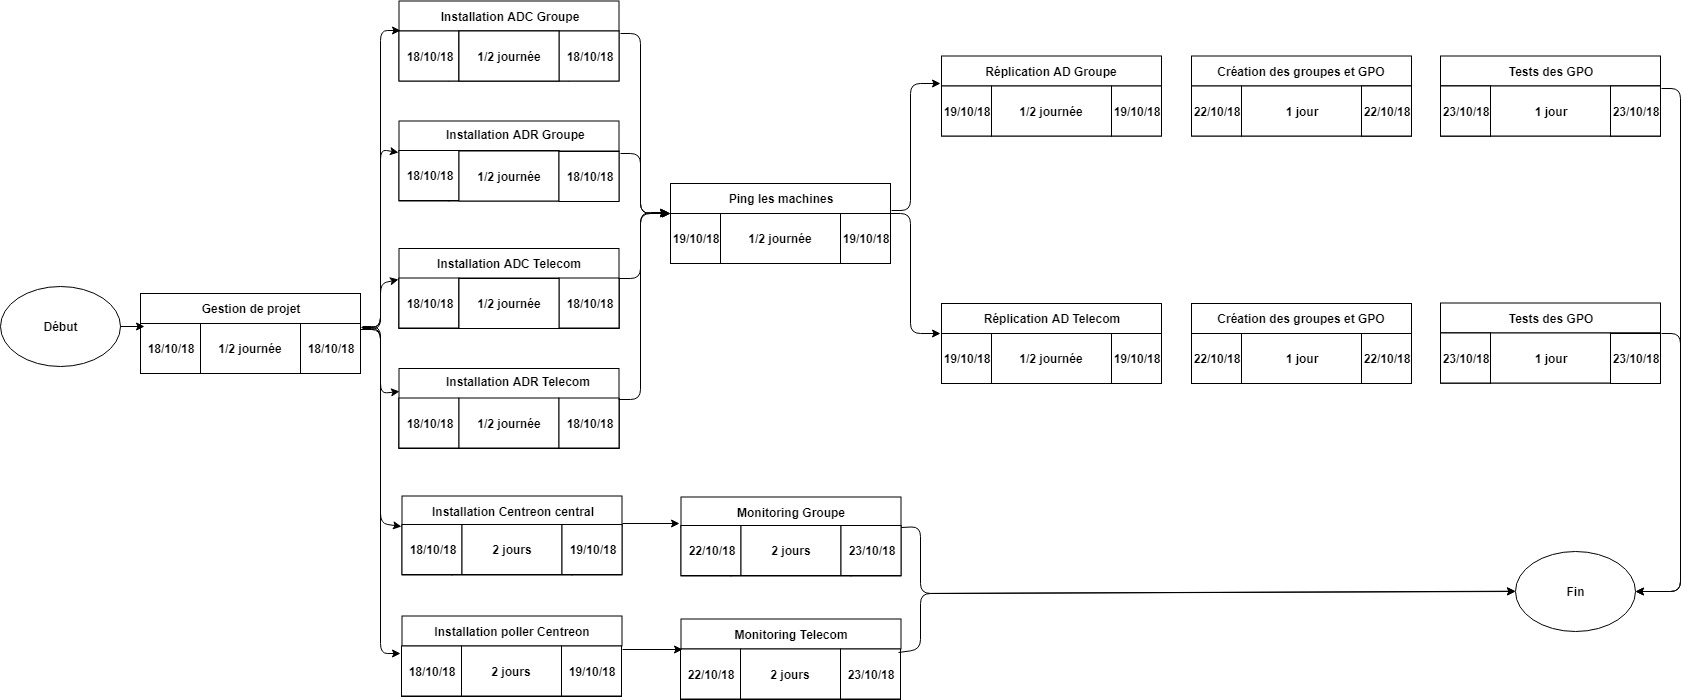 Installation ADC Groupe
18/10/18 1/2 journée 18/10/18
Installation ADR Groupe
18/10/18 1/2 journée 18/10/18
Installation ADC Telecom
18/10/18 1/2 journée 18/10/18
Installation ADR Telecom
18/10/18 1/2 journée 18/10/18
Début
Gestion de projet
18/10/18 1/2 journée 18/10/18
Ping les machines
19/10/18 1/2 journée 19/10/18
Réplication AD Groupe
19/10/18 1/2 journée 19/10/18
Création des groupes et GPO
22/10/18 1 jour 22/10/18
Tests des GPO
23/10/18 1 jour 23/10/18
Réplication AD Telecom
19/10/18 1/2 journée 19/10/18
Création des groupes et GPO
22/10/18 1 jour 22/10/18
Tests des GPO
23/10/18 1 jour 23/10/18
Installation Centreon central
18/10/18 2 jours 19/10/18
Monitoring Groupe
22/10/18 2 jours 23/10/18
Installation poller Centreon
18/10/18 2 jours 19/10/18
Monitoring Telecom
22/10/18 2 jours 23/10/18
Fin